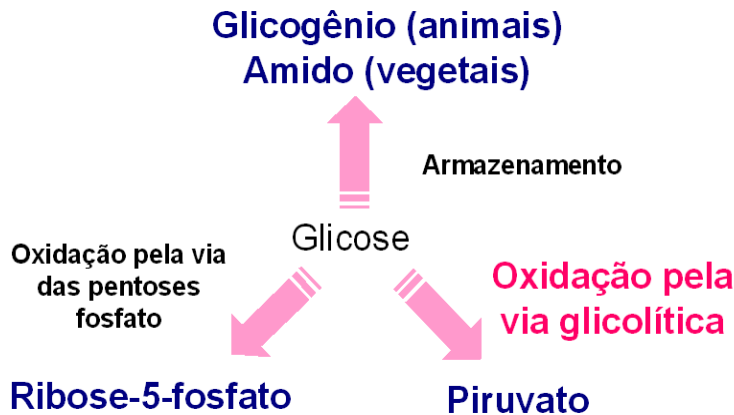 Glicogênio (animais)
Amido (vegetais)
Armazenamento
Glicose
Oxidação pela via
das pentoses
fosfato
Oxidação pela
via glicolítica
Ribose-5-fosfato
Piruvato